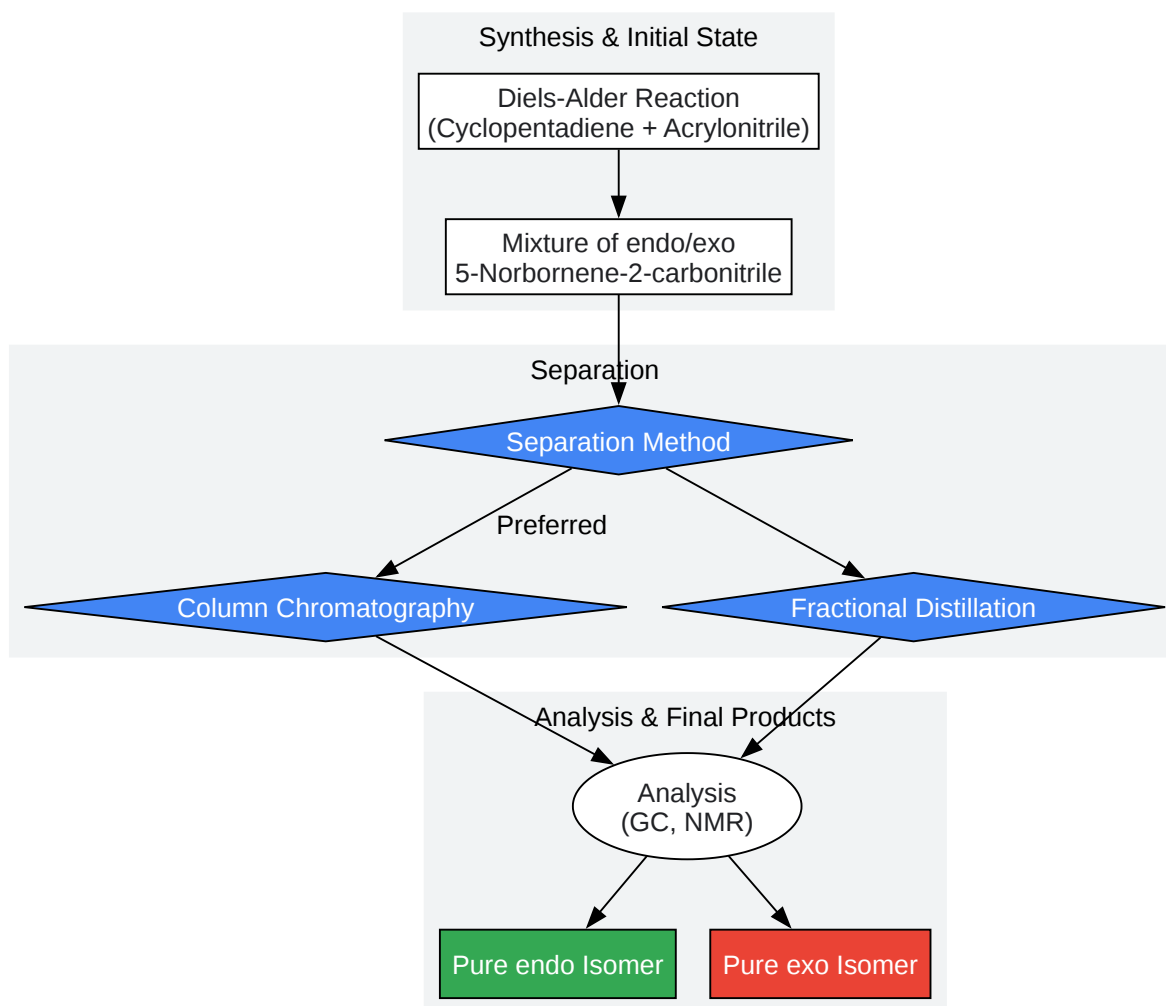 Synthesis & Initial State
Diels-Alder Reaction
(Cyclopentadiene + Acrylonitrile)
Mixture of endo/exo
5-Norbornene-2-carbonitrile
Separation
Separation Method
Preferred
Column Chromatography
Fractional Distillation
Analysis & Final Products
Analysis
(GC, NMR)
Pure endo Isomer
Pure exo Isomer